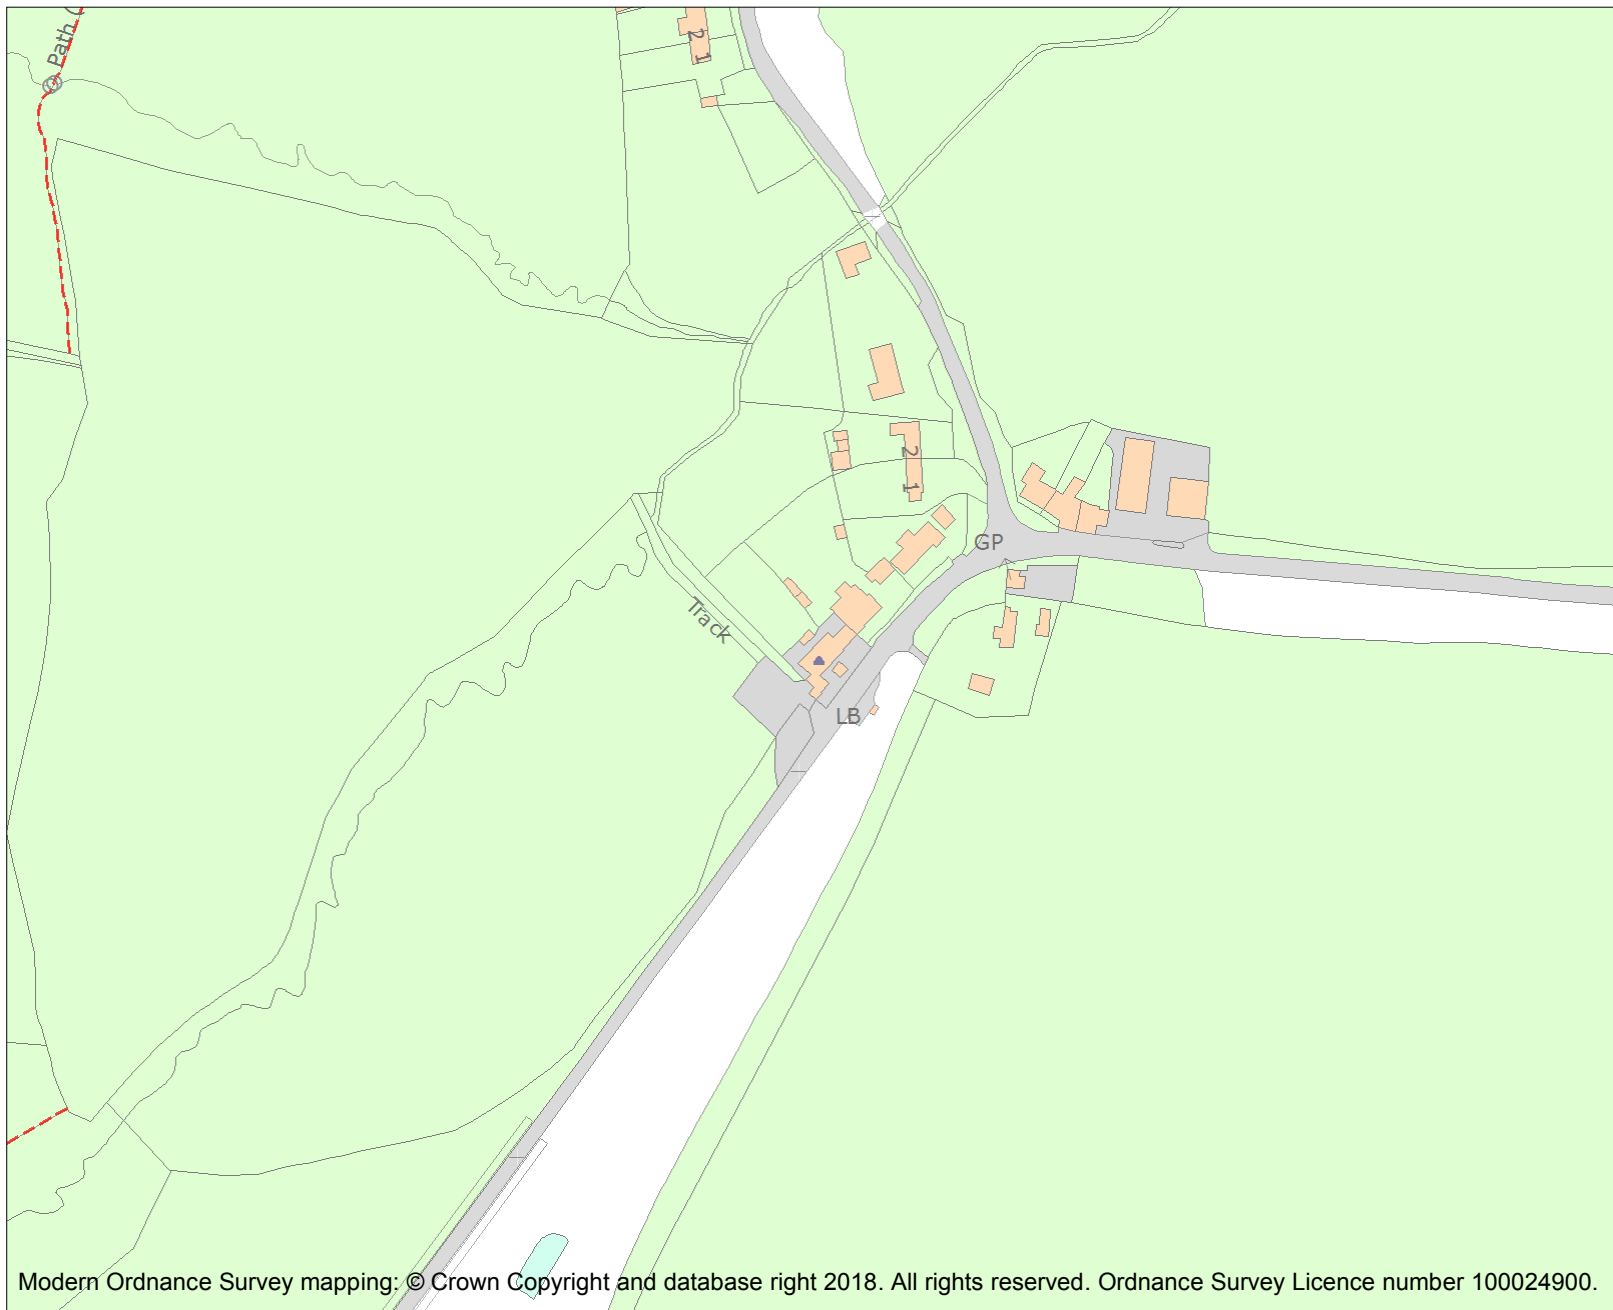 Path (
2
1
2
1
GP
Track
LB
Modern Ordnance Survey mapping: © Crown Copyright and database right 2018. All rights reserved. Ordnance Survey Licence number 100024900.